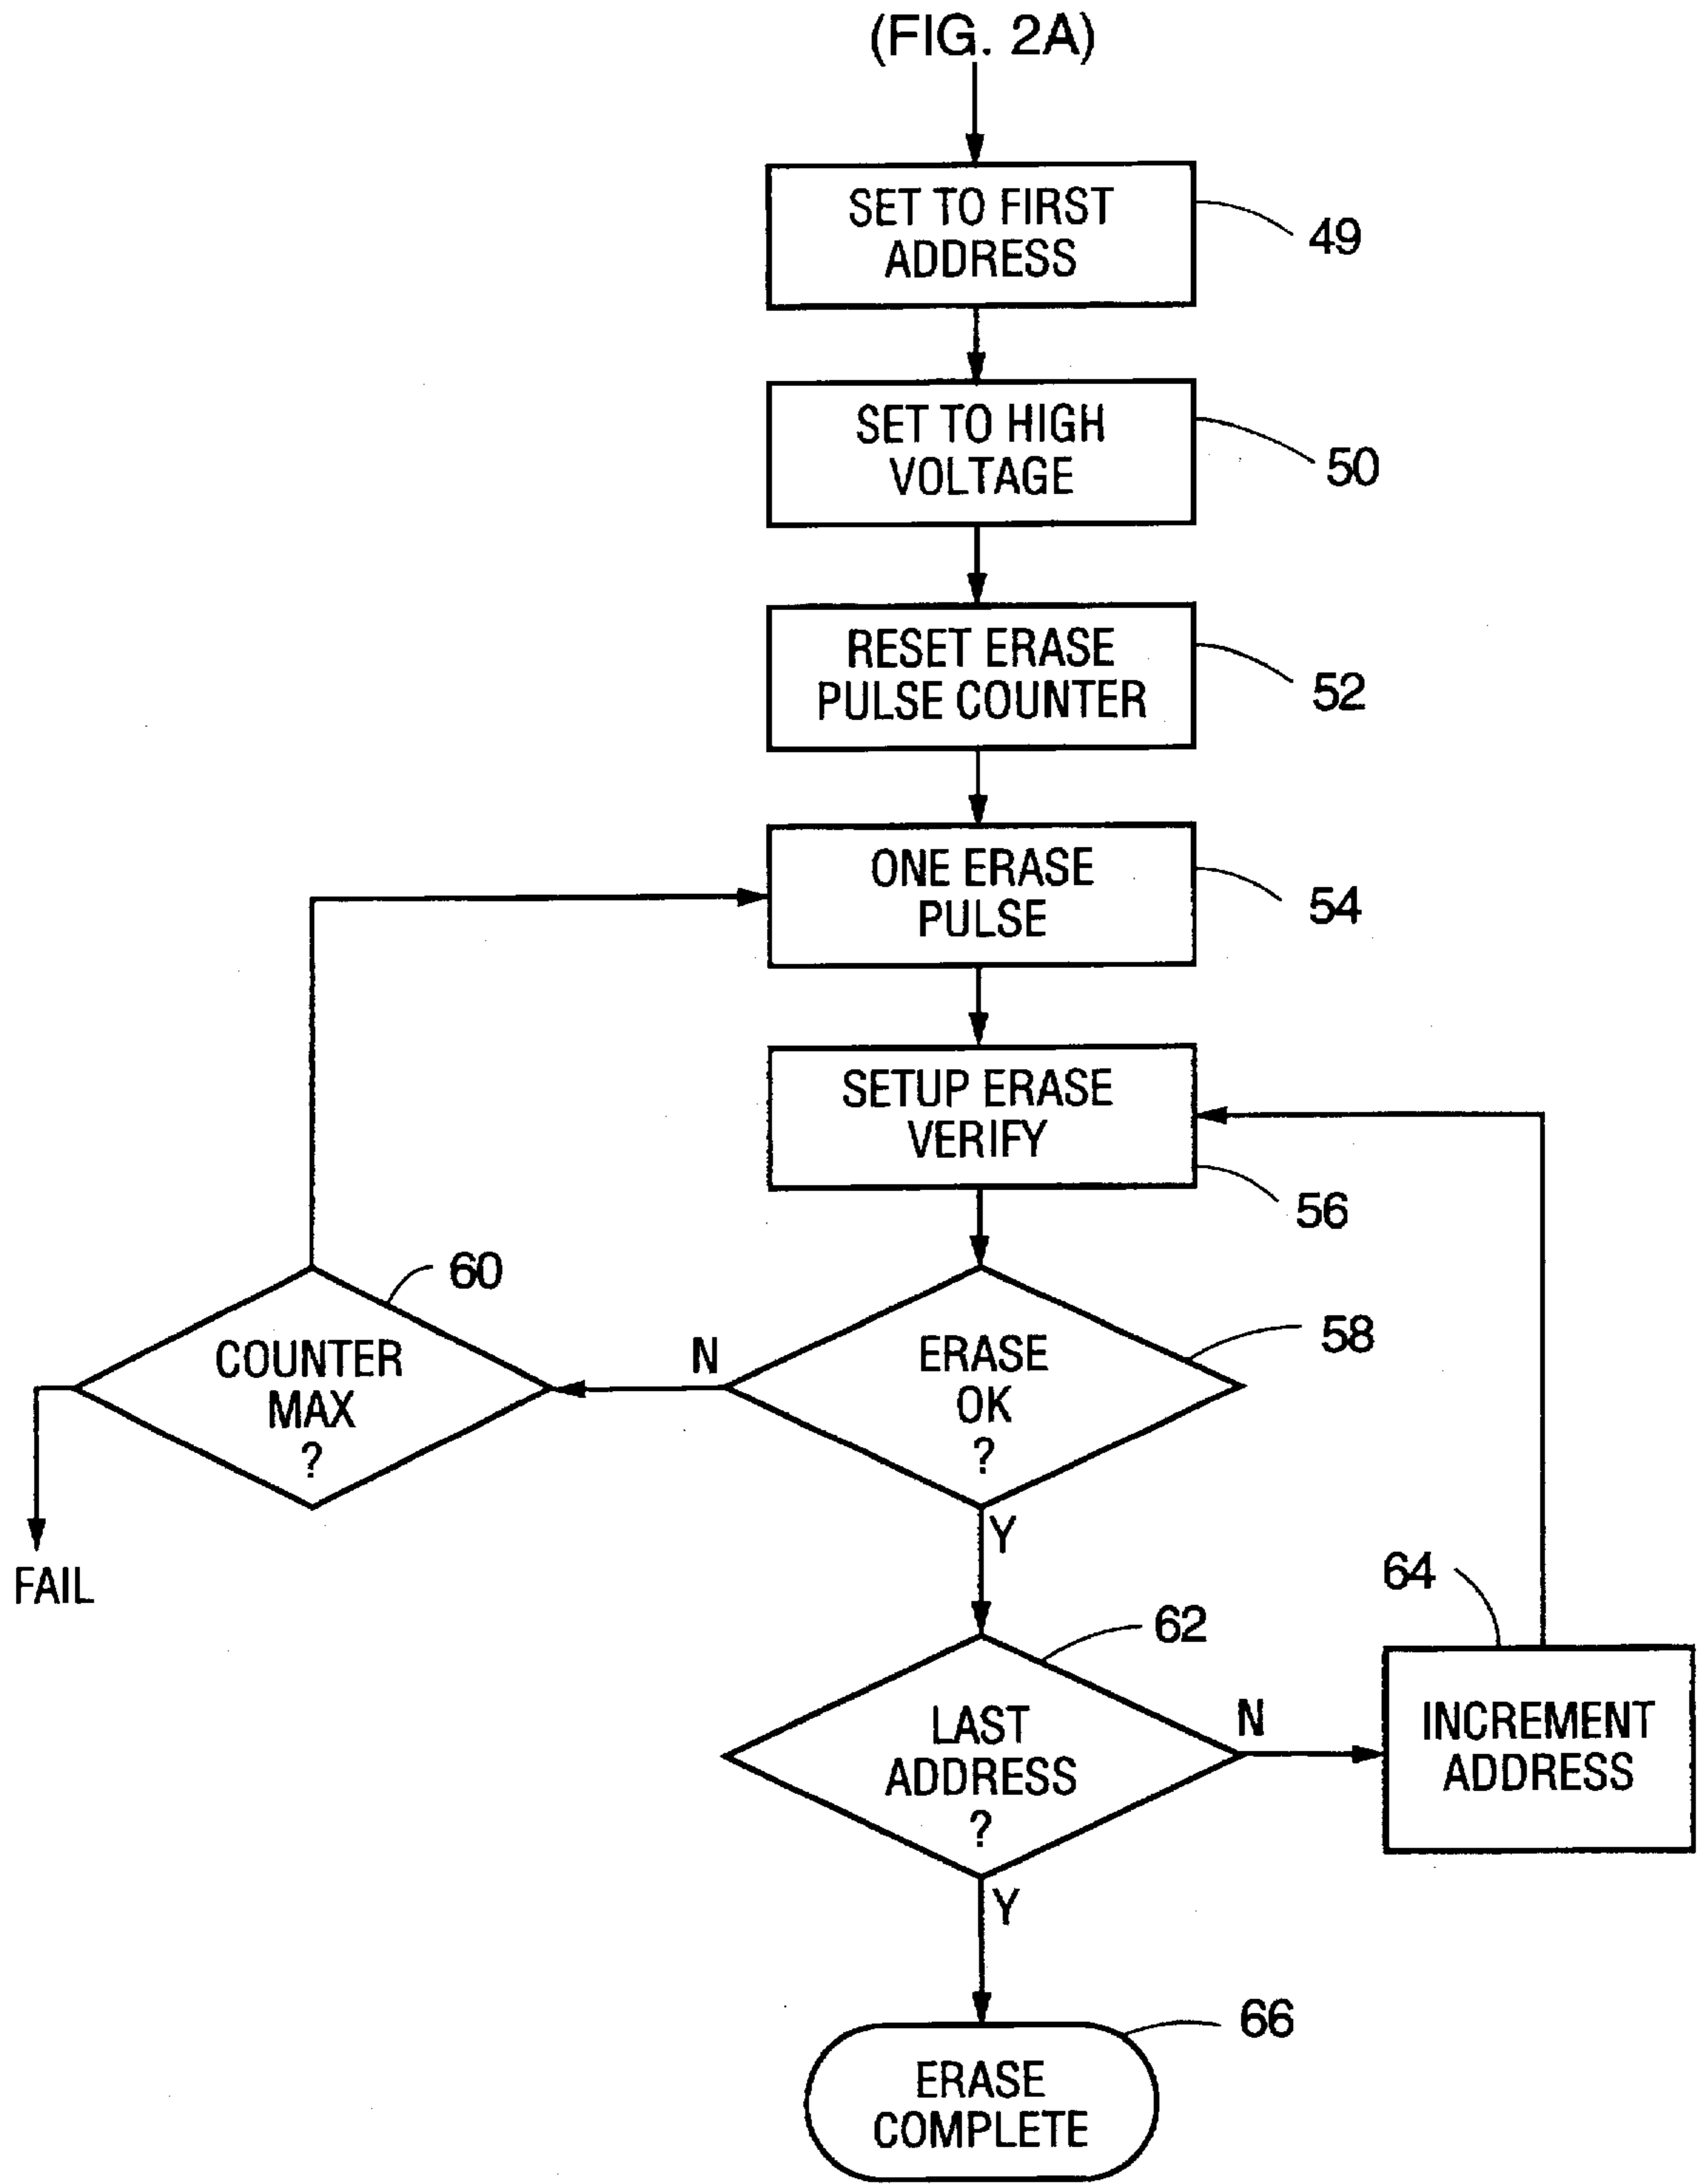 (FIG. 2A)
SET TO FIRST
ADDRESS
49
SET TO HIGH
VOLTAGE
50
RESET ERASE
PULSE COUNTER
52
ONE ERASE
PULSE
54
SETUP ERASE
VERIFY
56
60
COUNTER
MAX
?
FAIL
N
ERASE
OK
?
58
Y
62
LAST
ADDRESS
?
N
64
INCREMENT
ADDRESS
Y
66
ERASE
COMPLETE